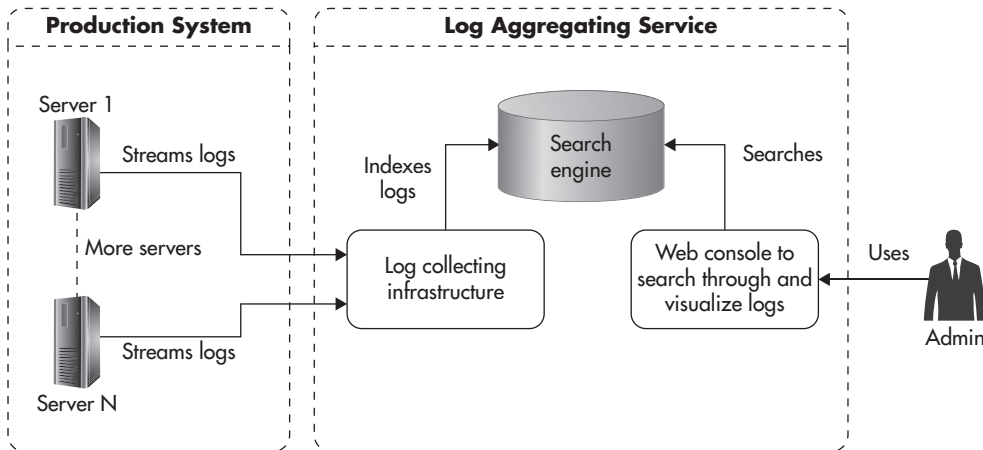 Production System
Log Aggregating Service
Server 1
Streams logs
More servers
Streams logs
Server N
Indexes
logs
Search
engine
Searches
Log collecting
infrastructure
Web console to
search through and
visualize logs
Uses
Admin